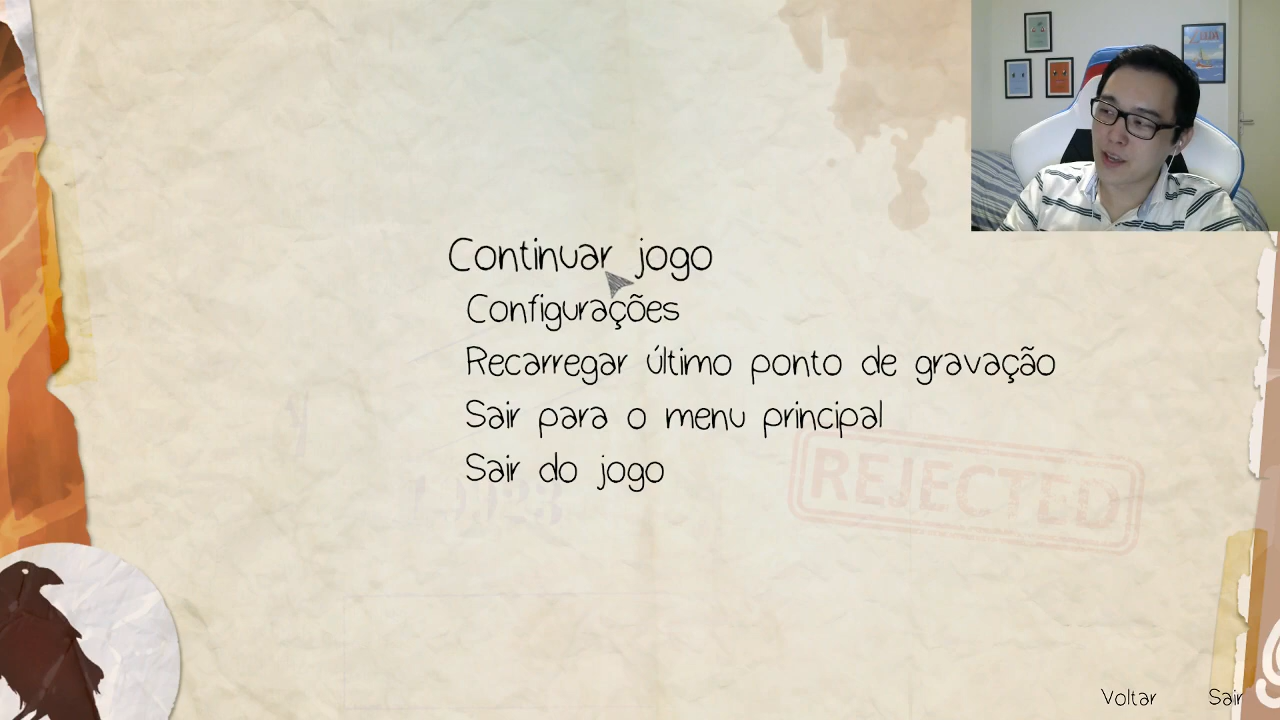 Continuar jogo
Configurações
Recarregar último ponto de gravação
Sair para o menu principal
Sair do jogo
REJECTED
Voltar Sair